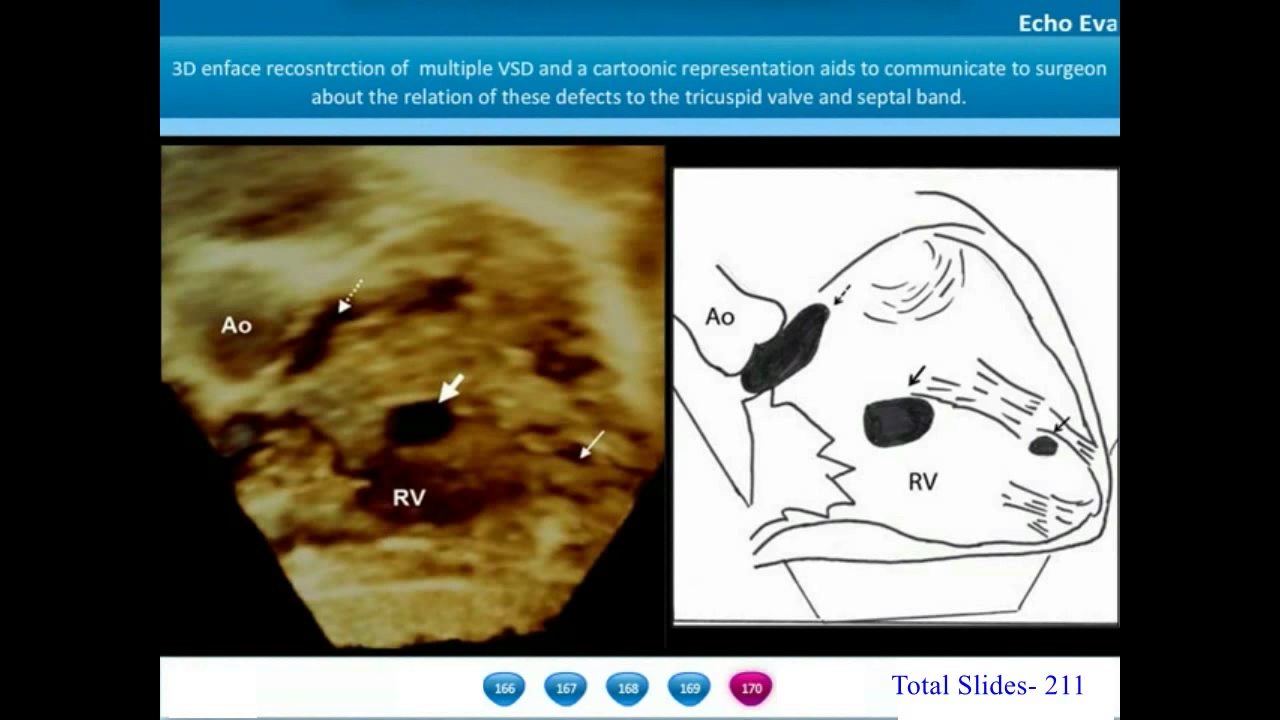 Echo Eva
3D enface recosntrction of multiple VSD and a cartoonic representation aids to communicate to surgeon
about the relation of these defects to the tricuspid valve and septal band.
Ao
RV
Ao
RV
166 167 168 169 170
Total Slides- 211